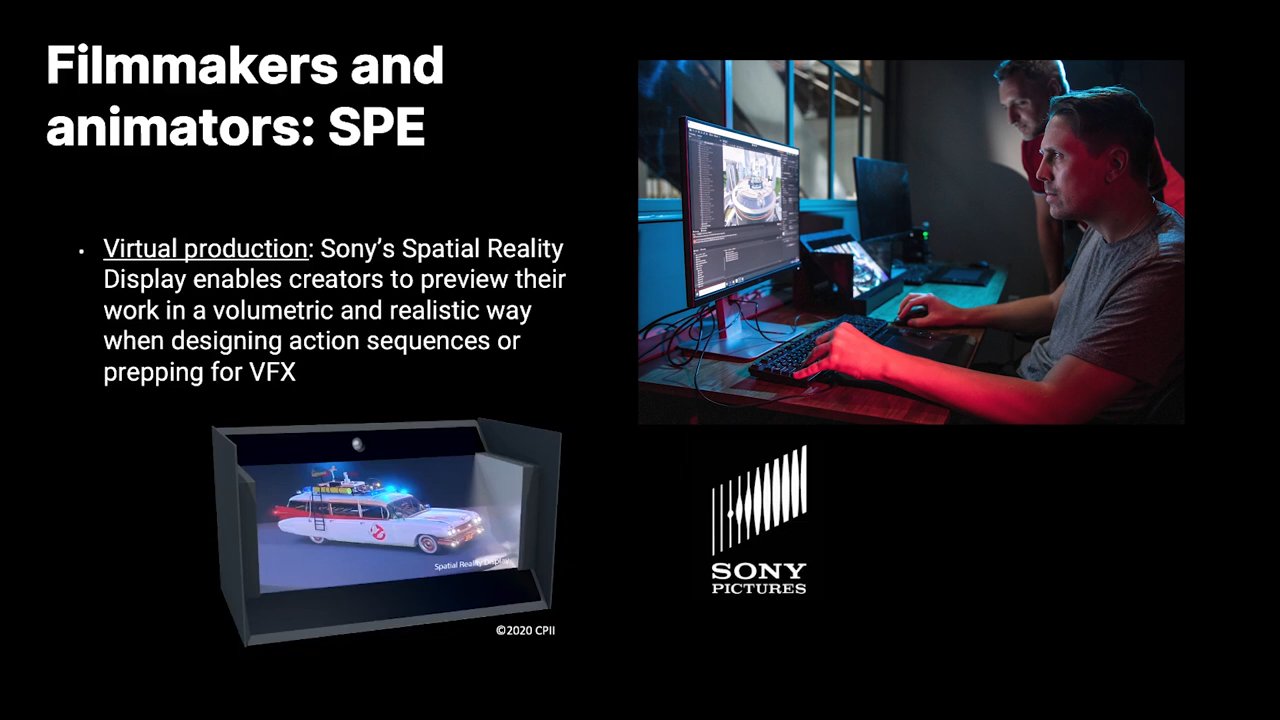 Filmmakers and
animators: SPE
• Virtual production: Sony’s Spatial Reality
Display enables creators to preview their
work in a volumetric and realistic way
when designing action sequences or
prepping for VFX
Spatial Reality Display
©2020 CPII
SONY
PICTURES